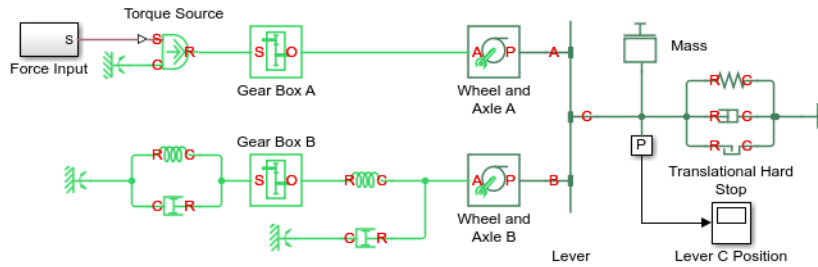 Torque Source
S
S
R
C
Force Input
S
O
Gear Box A
A
P
Wheel and
Axle A
A
Mass
C
R
C
R
C
R
C
P
Translational Hard
Stop
Gear Box B
R
C
C
R
S
O
R
C
A
P
B
Wheel and
Axle B
C
R
Lever
Lever C Position